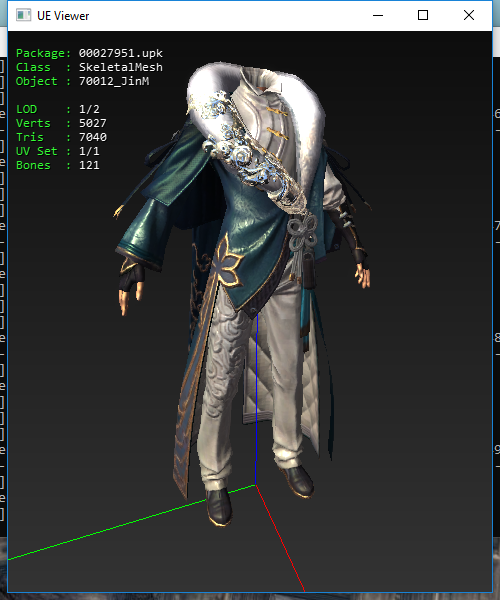 UE Viewer
Package: 00027951.upk
Class : SkeletalMesh
Object : 70012_JinM
LOD : 1/2
Verts : 5027
Tris : 7040
UV Set : 1/1
Bones : 121